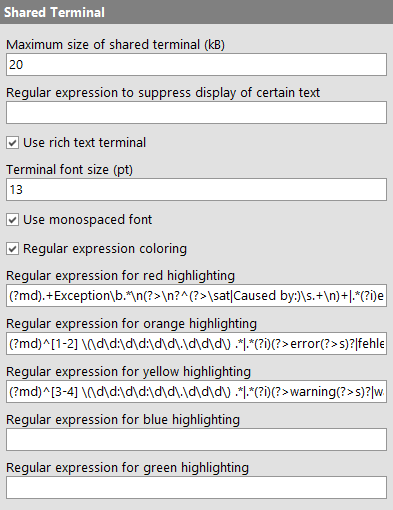 Shared Terminal
Maximum size of shared terminal (kB)
20
Regular expression to suppress display of certain text
Use rich text terminal
Terminal font size (pt)
13
Use monospaced font
Regular expression coloring
Regular expression for red highlighting
(?md).+Exception\b.*\n(?>\n?^(?>\sat|Caused by:)\s.+\n)+|.*(?i)e
Regular expression for orange highlighting
(?md)^[1-2] \(\d\d:\d\d:\d\d\.\d\d\d\) .*|.*(?i)(?>error(?>s)?|fehle
Regular expression for yellow highlighting
(?md)^[3-4] \(\d\d:\d\d:\d\d\.\d\d\d\) .*|.*(?i)(?>warning(?>s)?|w
Regular expression for blue highlighting
Regular expression for green highlighting